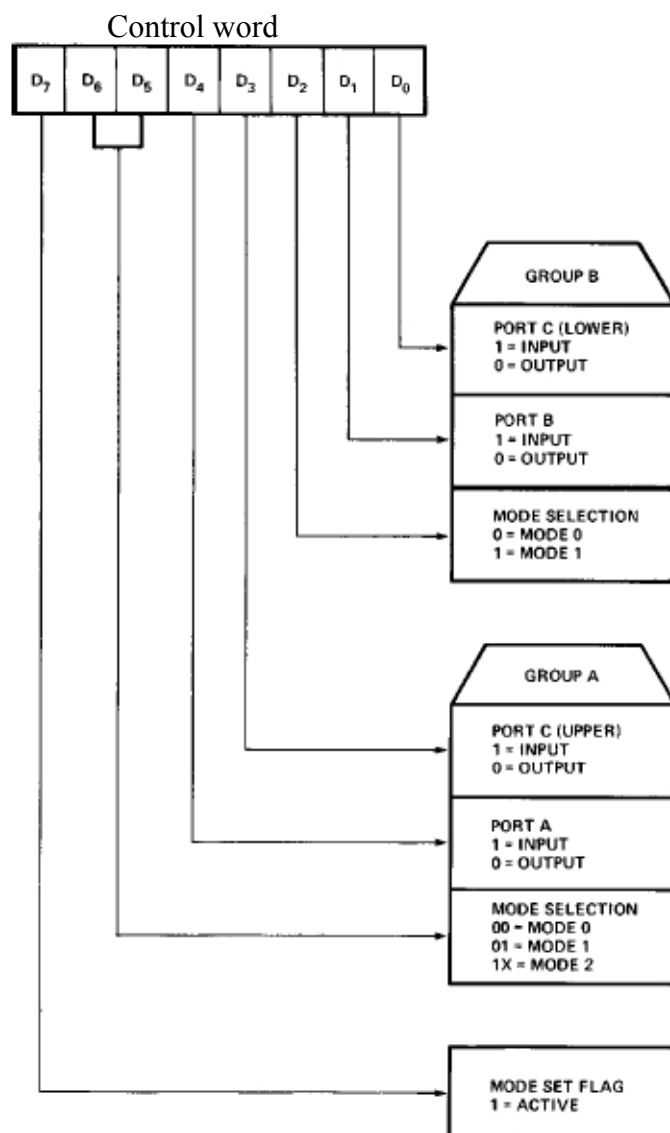 Control word
D7 D6 D5 D4 D3 D2 D1 D0
GROUP B
PORT C (LOWER)
1 = INPUT
0 = OUTPUT
PORT B
1 = INPUT
0 = OUTPUT
MODE SELECTION
0 = MODE 0
1 = MODE 1
GROUP A
PORT C (UPPER)
1 = INPUT
0 = OUTPUT
PORT A
1 = INPUT
0 = OUTPUT
MODE SELECTION
00 = MODE 0
01 = MODE 1
1X = MODE 2
MODE SET FLAG
1 = ACTIVE